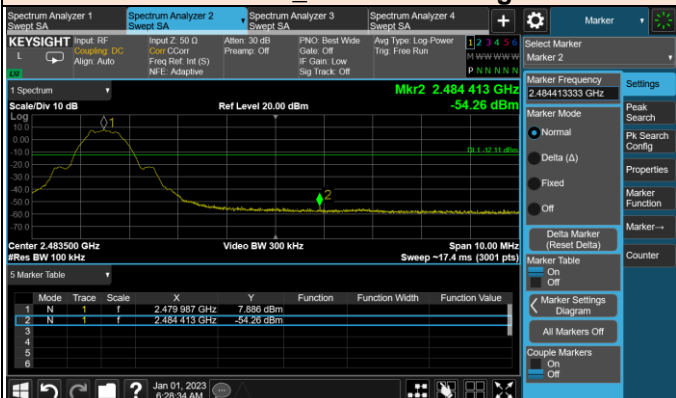 Spectrum Analyzer 1
Swept SA
Spectrum Analyzer 2
Swept SA
Spectrum Analyzer 3
Swept SA
Spectrum Analyzer 4
Swept SA
+
Marker
KEYSIGHT
L
LXI
Input: RF
Coupling: DC
Align: Auto
Input Z: 50 Ω
Corr CCorr
Freq Ref: Int (S)
NFE: Adaptive
Atten: 30 dB
Preamp: Off
PNO: Best Wide
Gate: Off
IF Gain: Low
Sig Track: Off
Avg Type: Log-Power
Trig: Free Run
1 2 3 4 5 6
M W W W W W
P N N N N N
1 Spectrum
Scale/Div 10 dB
Ref Level 20.00 dBm
Mkr2 2.484 413 GHz
-54.26 dBm
Log
10.0
0.00
-10.0
-20.0
-30.0
-40.0
-50.0
-60.0
-70.0
1
2
DL1 -12.11 dBm
Center 2.483500 GHz
#Res BW 100 kHz
Video BW 300 kHz
Span 10.00 MHz
Sweep ~17.4 ms (3001 pts)
5 Marker Table
Mode Trace Scale X Y Function Function Width Function Value
1 N 1 f 2.479 987 GHz 7.886 dBm
2 N 1 f 2.484 413 GHz -54.26 dBm
3
4
5
6
?
Jan 01, 2023
6:28:34 AM
Select Marker
Marker 2
Marker Frequency
2.484413333 GHz
Marker Mode
Normal
Delta (Δ)
Fixed
Off
Delta Marker
(Reset Delta)
Marker Table
On
Off
Marker Settings
Diagram
All Markers Off
Couple Markers
On
Off
Settings
Peak
Search
Pk Search
Config
Properties
Marker
Function
Marker→
Counter